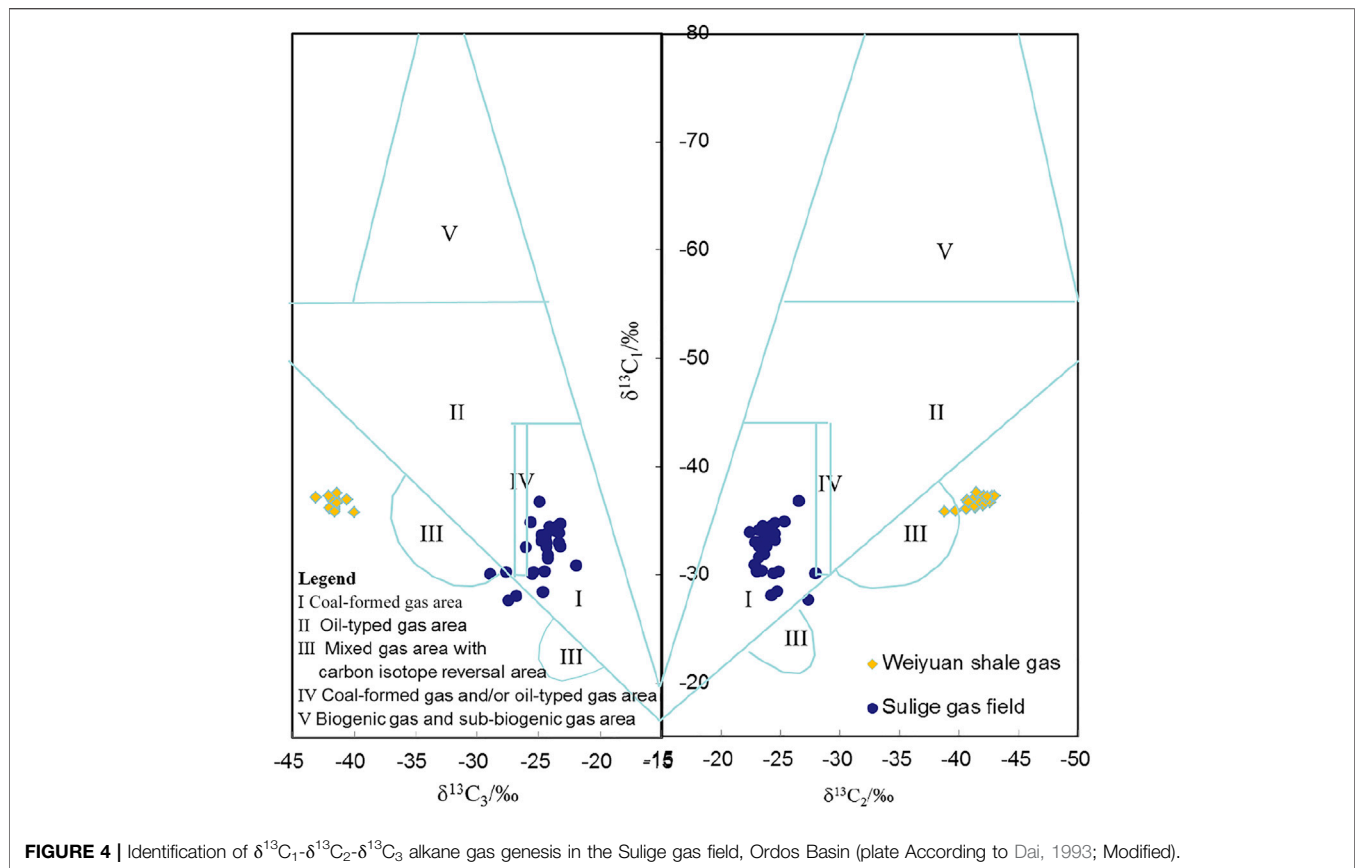 80
-70
-60
-50
-40
-30
-20
δ¹³C₁/‰
V
V
II
II
IV
IV
III
III
I
I
III
III
Legend
I Coal-formed gas area
II Oil-typed gas area
III Mixed gas area with
carbon isotope reversal area
IV Coal-formed gas and/or oil-typed gas area
V Biogenic gas and sub-biogenic gas area
Weiyuan shale gas
Sulige gas field
-45 -40 -35 -30 -25 -20 -15
-15 -20 -25 -30 -35 -40 -45 -50
δ¹³C₃/‰
δ¹³C₂/‰
FIGURE 4 | Identification of δ¹³C₁-δ¹³C₂-δ¹³C₃ alkane gas genesis in the Sulige gas field, Ordos Basin (plate According to Dai, 1993; Modified).